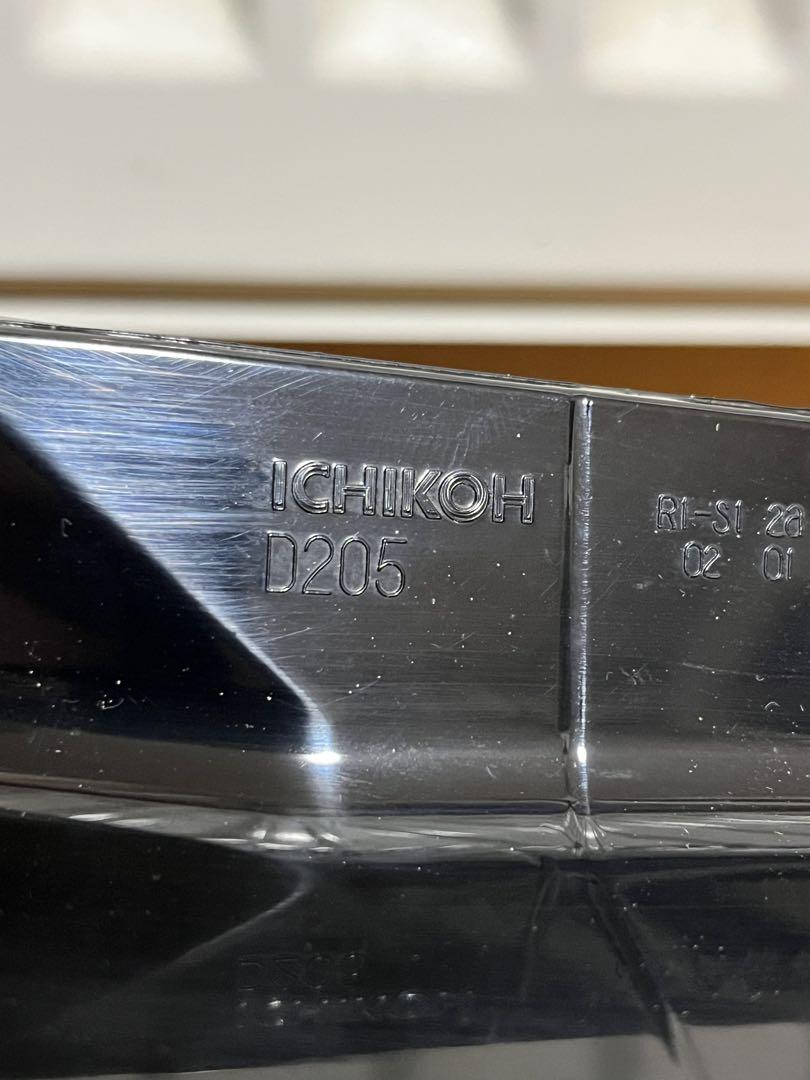 ICHIKOH
D205
R1-S1 2a
02 01